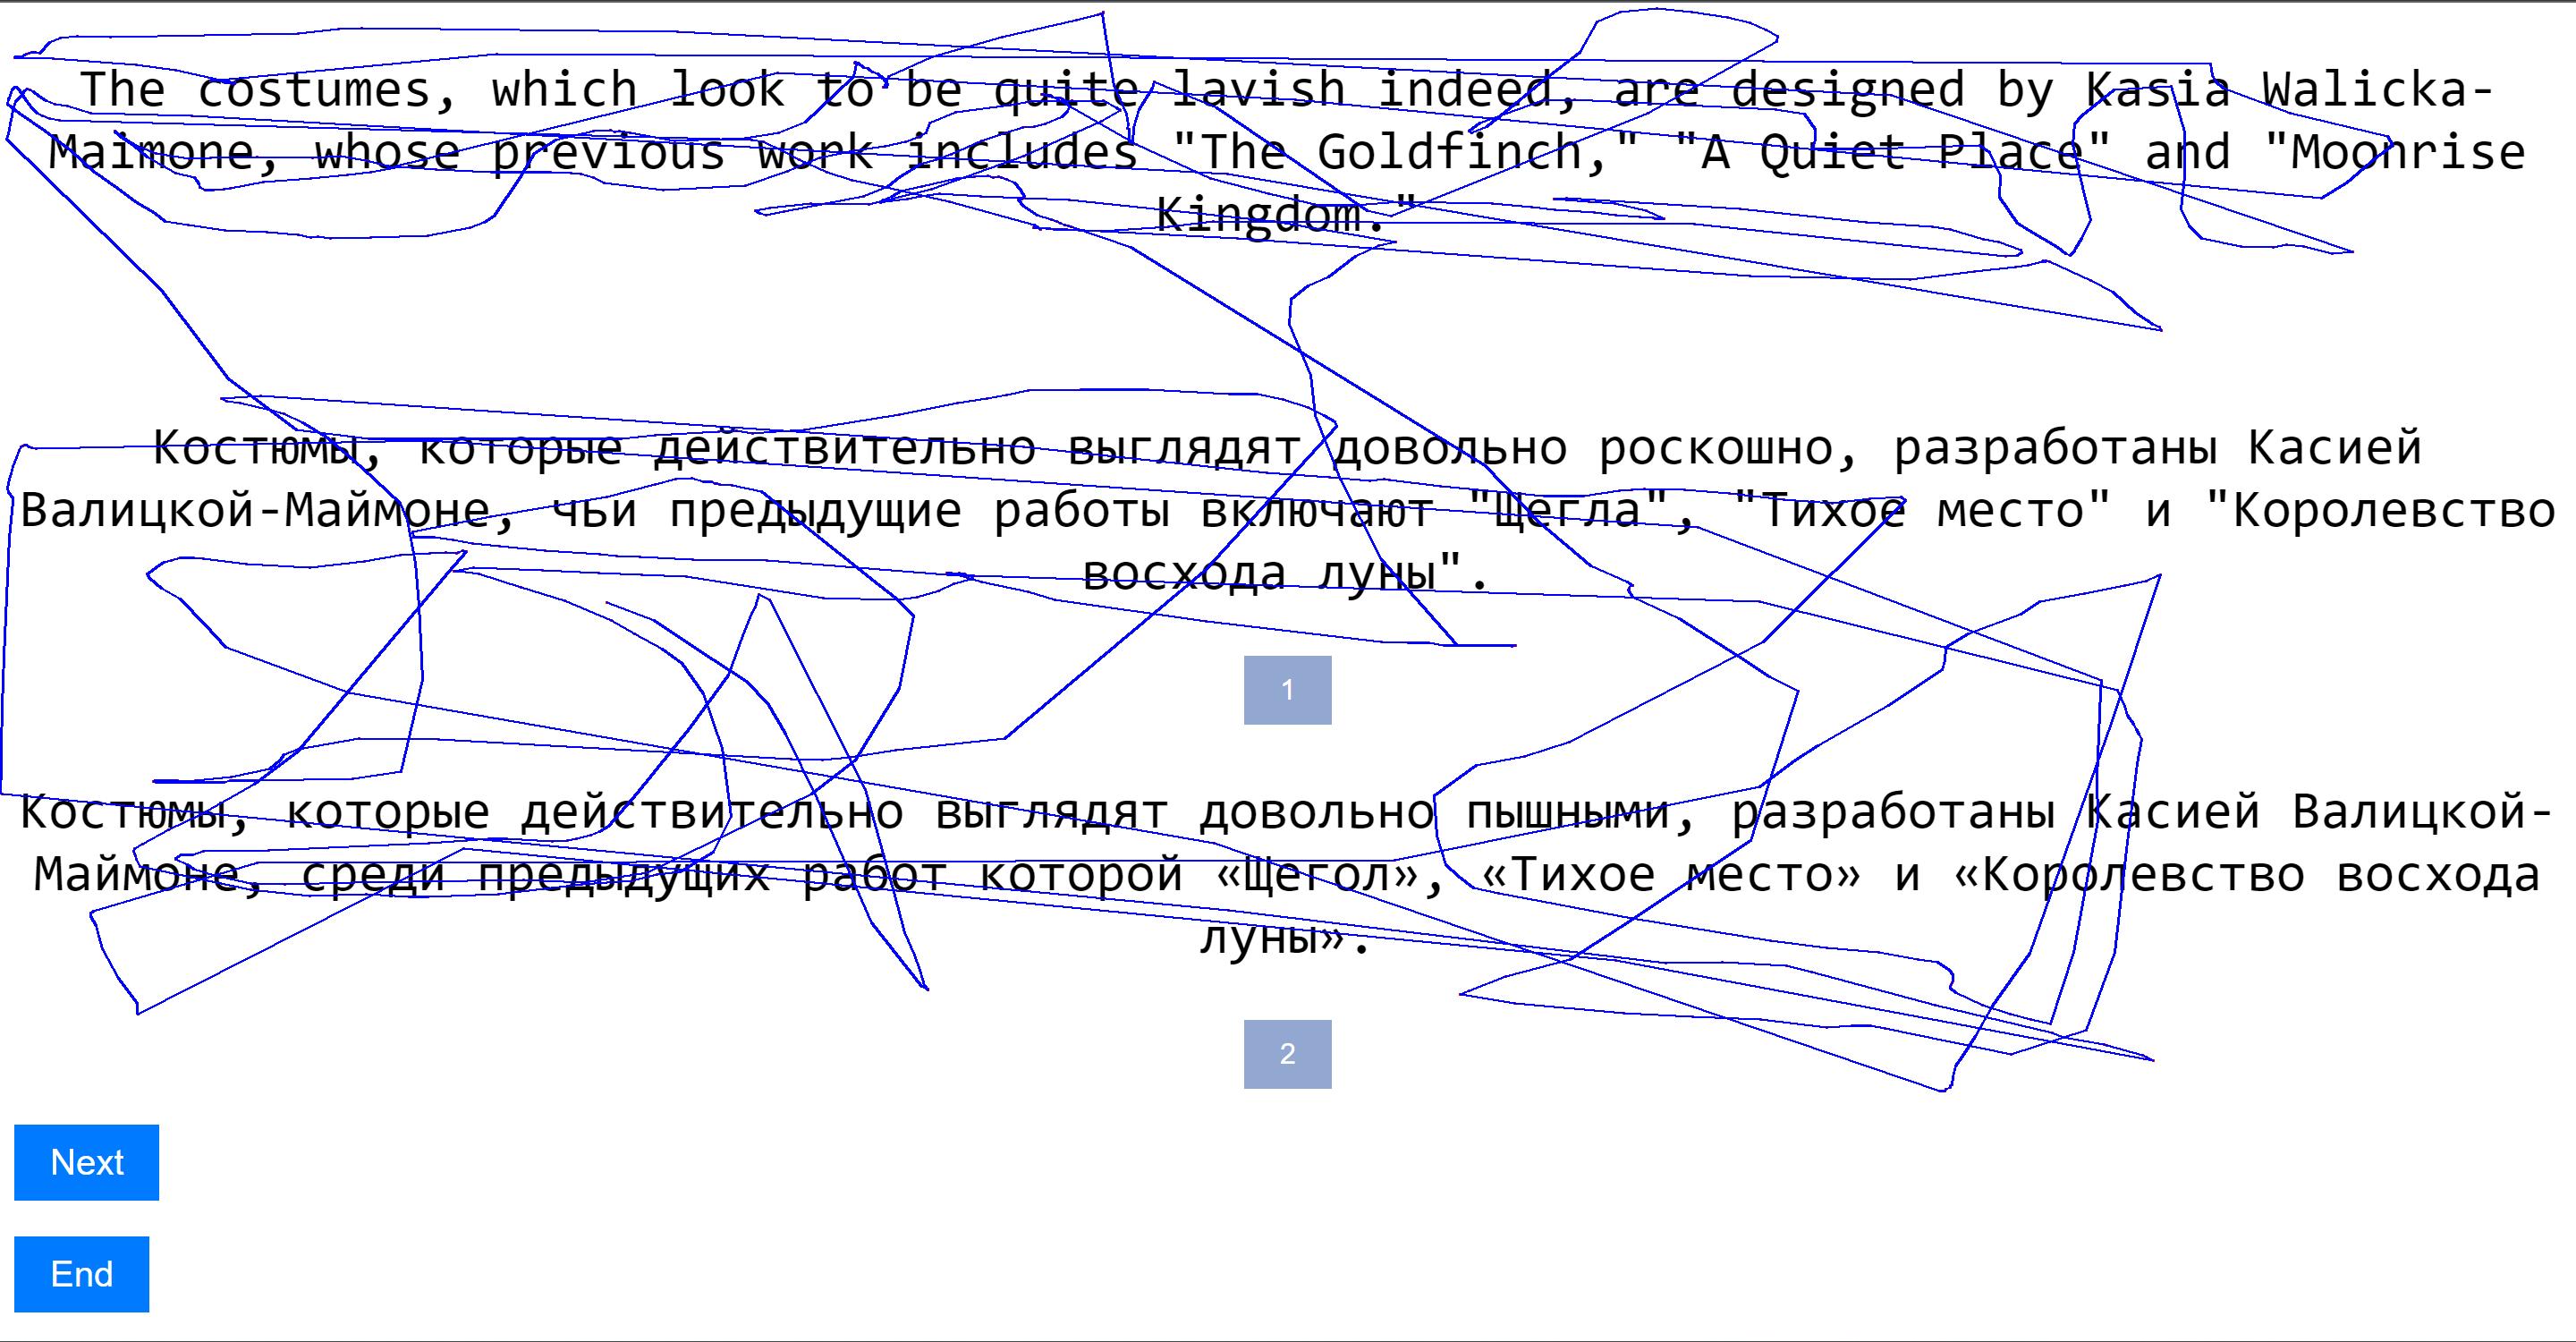 The costumes, which look to be quite lavish indeed, are designed by Kasia Walicka-
Maimone, whose previous work includes "The Goldfinch," "A Quiet Place" and "Moonrise
Kingdom."
Костюмы, которые действительно выглядят довольно роскошно, разработаны Касией
Валицкой-Маймоне, чьи предыдущие работы включают "Щегла", "Тихое место" и "Королевство
восхода луны".
1
Костюмы, которые действительно выглядят довольно пышными, разработаны Касией Валицкой-
Маймоне, среди предыдущих работ которой «Щегол», «Тихое место» и «Королевство восхода
луны».
2
Next
End